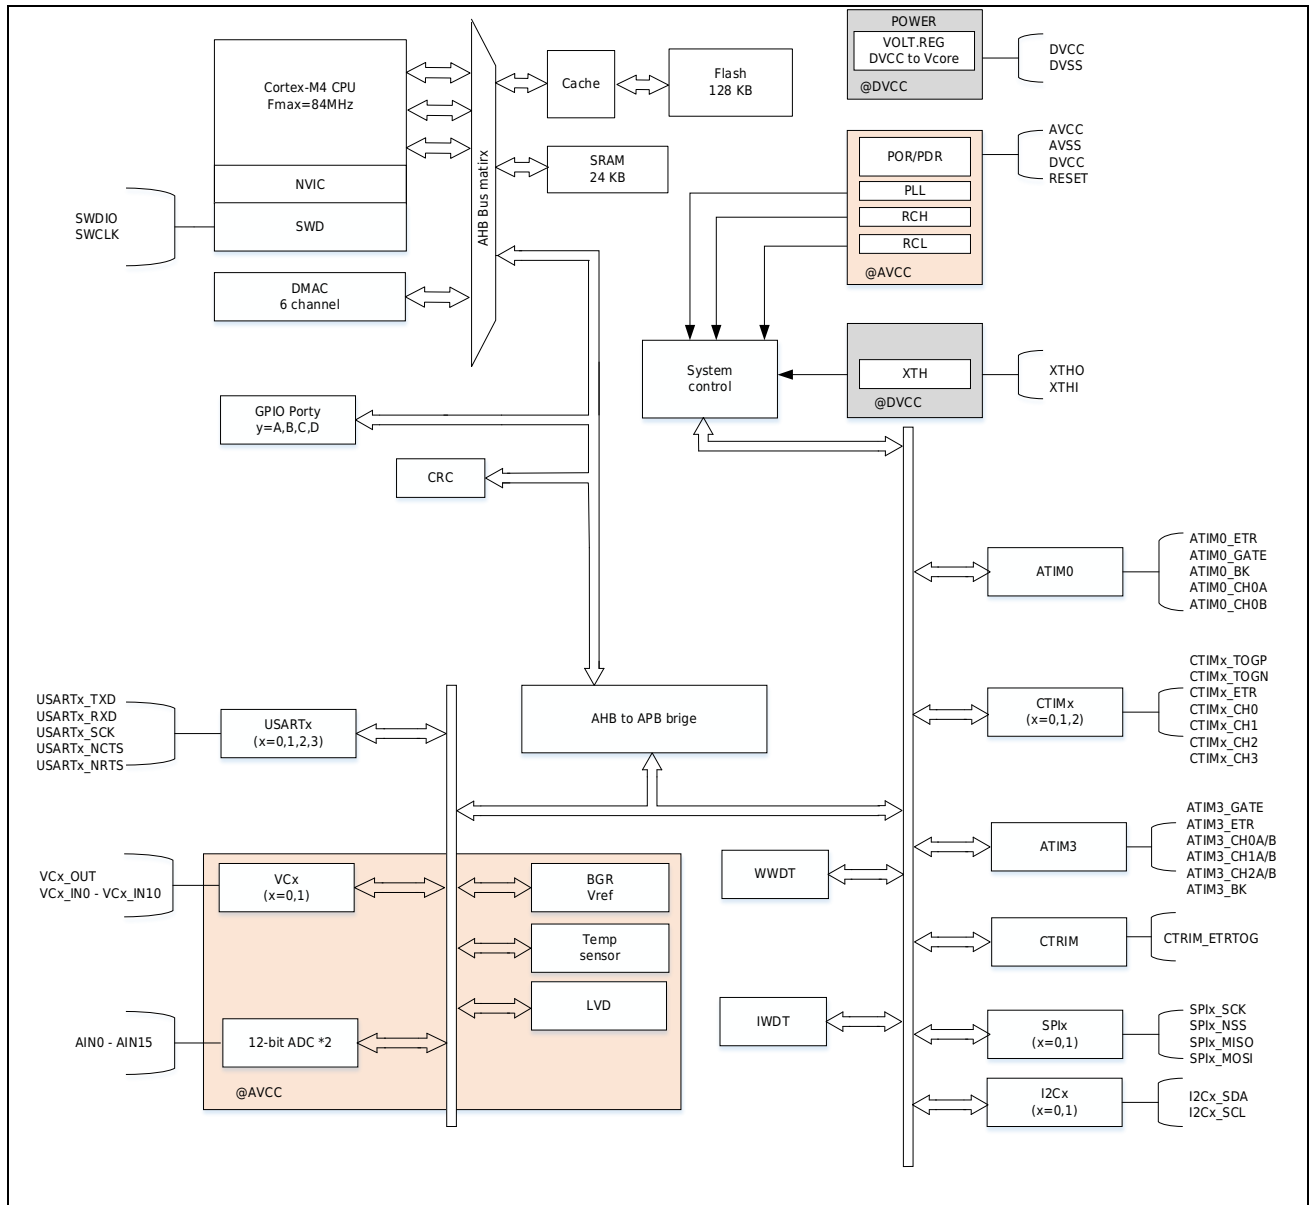 POWER
VOLT.REG
DVCC to Vcore
@DVCC
DVCC
DVSS
Cortex-M4 CPU
Fmax=84MHz
NVIC
SWD
SWDIO
SWCLK
DMAC
6 channel
AHB Bus matirx
Cache
Flash
128 KB
SRAM
24 KB
POR/PDR
PLL
RCH
RCL
@AVCC
AVCC
AVSS
DVCC
RESET
System
control
XTH
@DVCC
XTHO
XTHI
GPIO Porty
y=A,B,C,D
CRC
ATIM0
ATIM0_ETR
ATIM0_GATE
ATIM0_BK
ATIM0_CH0A
ATIM0_CH0B
USARTx_TXD
USARTx_RXD
USARTx_SCK
USARTx_NCTS
USARTx_NRTS
USARTx
(x=0,1,2,3)
AHB to APB brige
CTIMx
(x=0,1,2)
CTIMx_TOGP
CTIMx_TOGN
CTIMx_ETR
CTIMx_CH0
CTIMx_CH1
CTIMx_CH2
CTIMx_CH3
VCx_OUT
VCx_IN0 - VCx_IN10
VCx
(x=0,1)
BGR
Vref
Temp
sensor
LVD
AIN0 - AIN15
12-bit ADC *2
@AVCC
WWDT
IWDT
ATIM3
ATIM3_GATE
ATIM3_ETR
ATIM3_CH0A/B
ATIM3_CH1A/B
ATIM3_CH2A/B
ATIM3_BK
CTRIM
CTRIM_ETRTOG
SPIx
(x=0,1)
SPIx_SCK
SPIx_NSS
SPIx_MISO
SPIx_MOSI
I2Cx
(x=0,1)
I2Cx_SDA
I2Cx_SCL